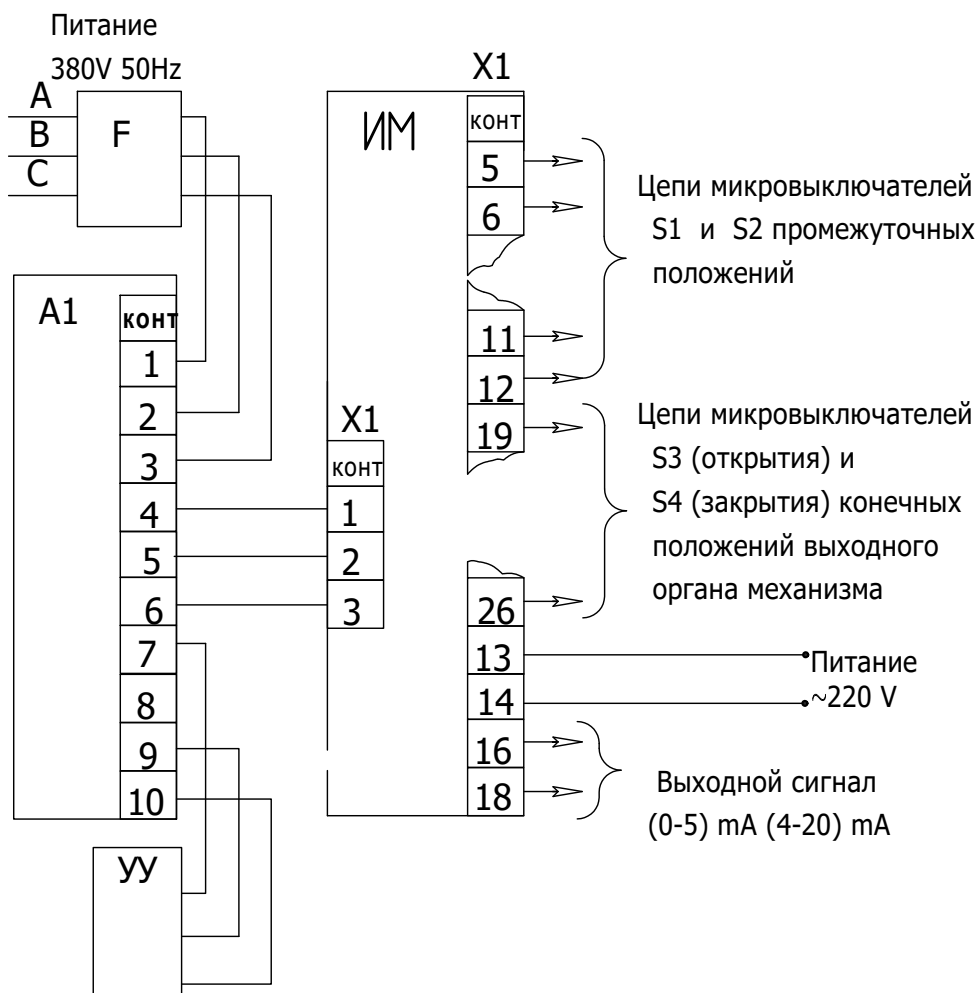 Питание
380V 50Hz
A
B
C
F
А1
конт
1
2
3
4
5
6
7
8
9
10
УУ
ИМ
X1
конт
1
2
3
X1
конт
5
6
11
12
19
26
13
14
16
18
Цепи микровыключателей
S1 и S2 промежуточных
положений
Цепи микровыключателей
S3 (открытия) и
S4 (закрытия) конечных
положений выходного
органа механизма
Питание
~220 V
Выходной сигнал
(0-5) mA (4-20) mA